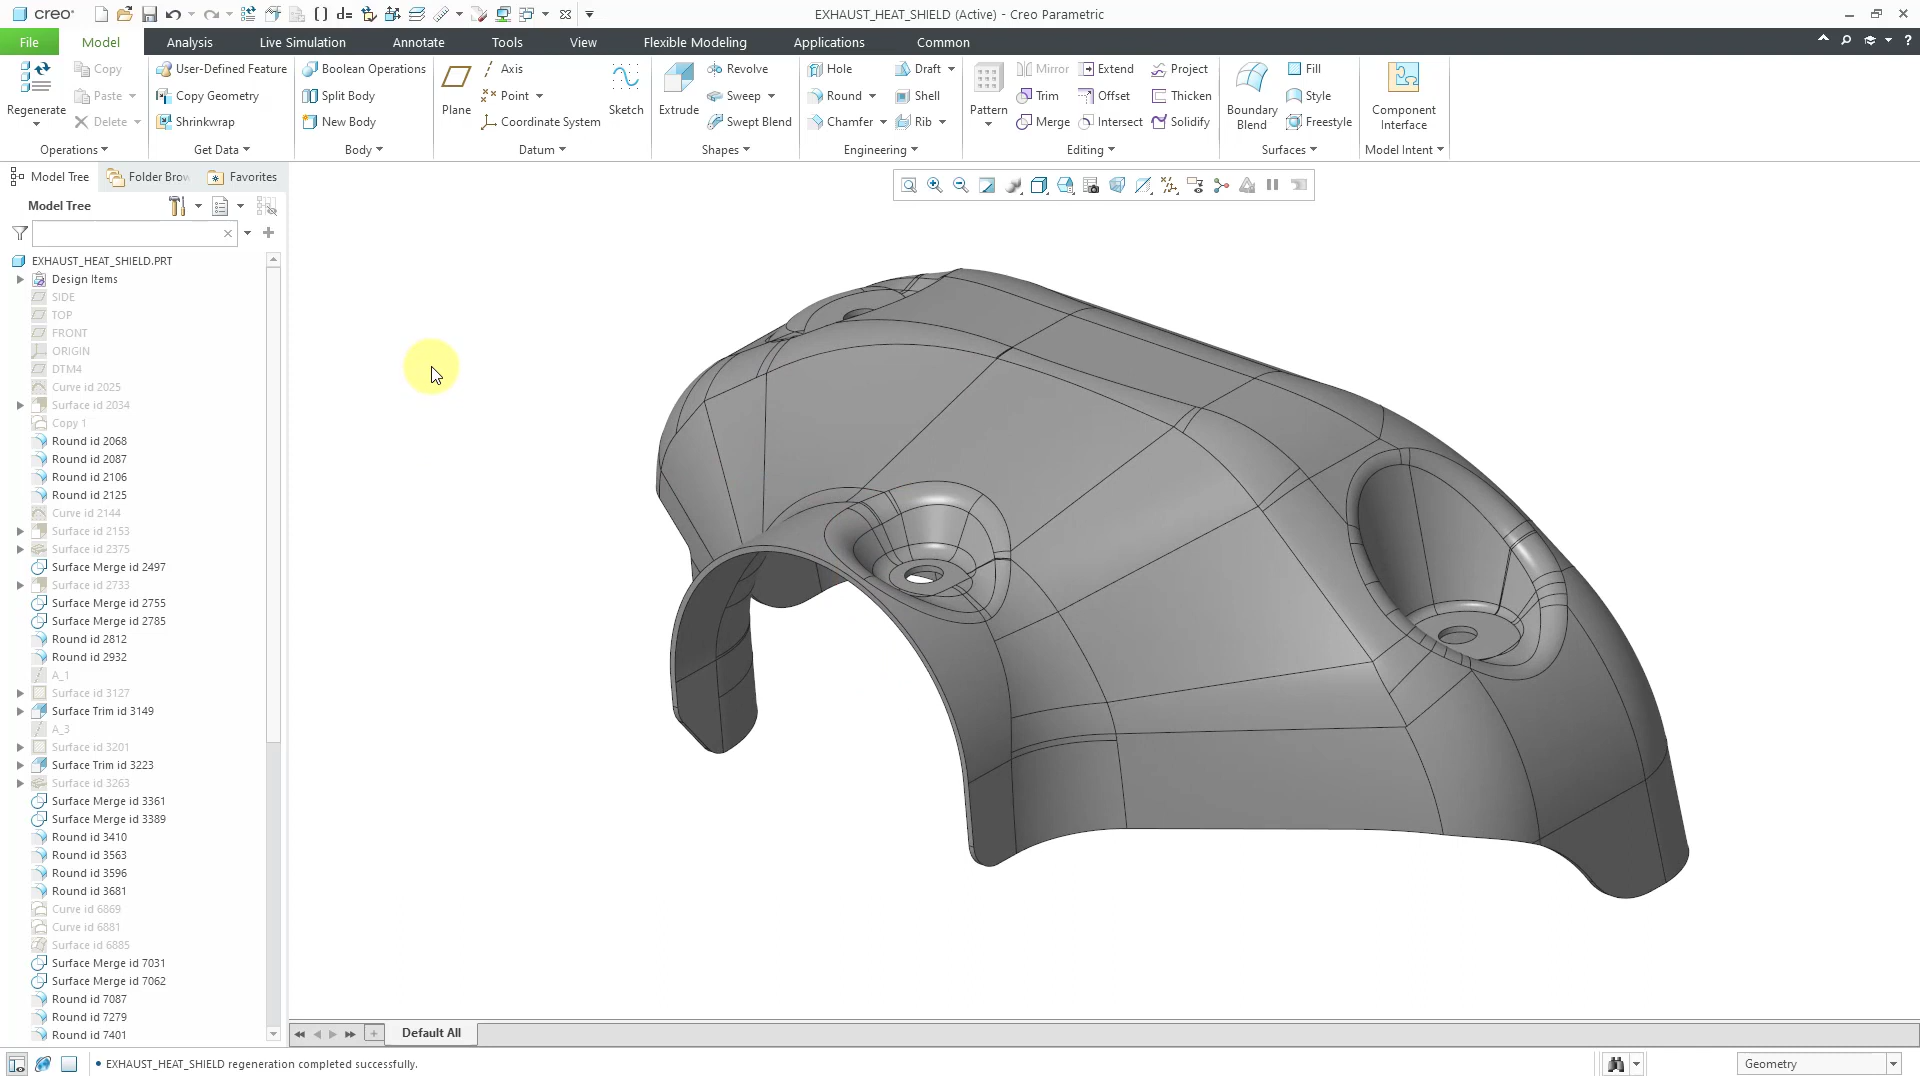 creo
EXHAUST_HEAT_SHIELD (Active) - Creo Parametric
File
Model
Analysis
Live Simulation
Annotate
Tools
View
Flexible Modeling
Applications
Common
Regenerate
Copy
Paste
Delete
Operations
User-Defined Feature
Copy Geometry
Shrinkwrap
Get Data
Boolean Operations
Split Body
New Body
Body
Plane
Axis
Point
Coordinate System
Sketch
Datum
Extrude
Revolve
Sweep
Swept Blend
Shapes
Hole
Round
Chamfer
Draft
Shell
Rib
Engineering
Pattern
Mirror
Trim
Merge
Extend
Offset
Intersect
Project
Thicken
Solidify
Editing
Boundary
Blend
Fill
Style
Freestyle
Surfaces
Component
Interface
Model Intent
Model Tree
Folder Brow
Favorites
Model Tree
EXHAUST_HEAT_SHIELD.PRT
Design Items
SIDE
TOP
FRONT
ORIGIN
DTM4
Curve id 2025
Surface id 2034
Copy 1
Round id 2068
Round id 2087
Round id 2106
Round id 2125
Curve id 2144
Surface id 2153
Surface id 2375
Surface Merge id 2497
Surface id 2733
Surface Merge id 2755
Surface Merge id 2785
Round id 2812
Round id 2932
A_1
Surface id 3127
Surface Trim id 3149
A_3
Surface id 3201
Surface Trim id 3223
Surface id 3263
Surface Merge id 3361
Surface Merge id 3389
Round id 3410
Round id 3563
Round id 3596
Round id 3681
Curve id 6869
Curve id 6881
Surface id 6885
Surface Merge id 7031
Surface Merge id 7062
Round id 7087
Round id 7279
Round id 7401
Default All
• EXHAUST_HEAT_SHIELD regeneration completed successfully.
Geometry